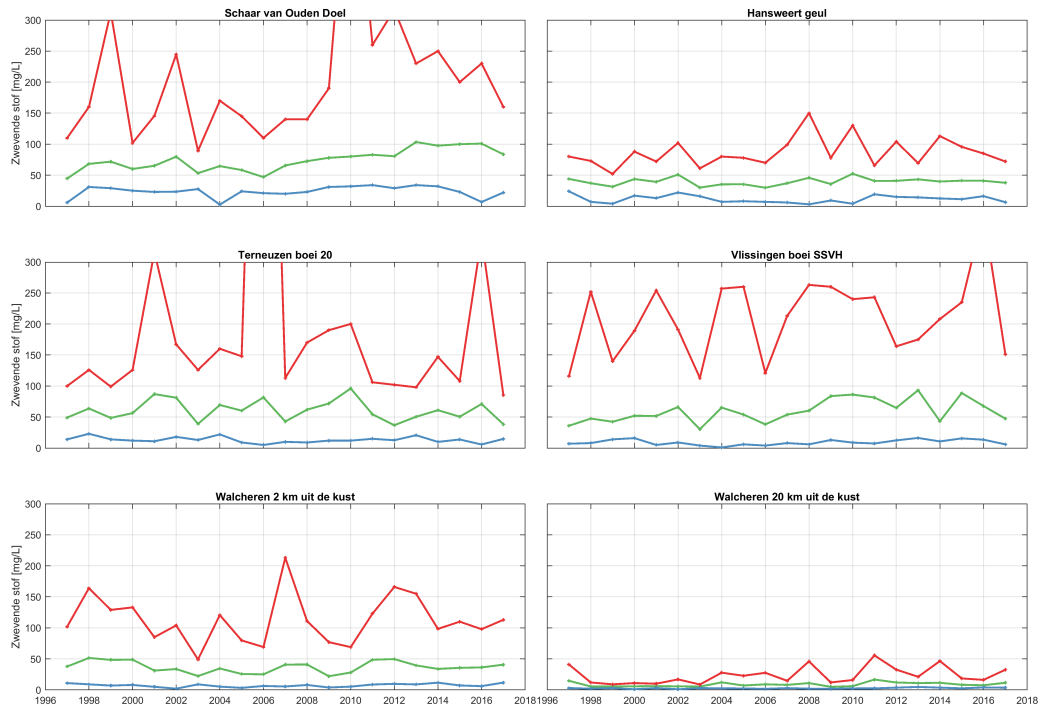 Schaar van Ouden Doel
300
250
200
150
100
50
0
Zwevende stof [mg/L]
Hansweert geul
Terneuzen boei 20
300
250
200
150
100
50
0
Zwevende stof [mg/L]
Vlissingen boei SSVH
Walcheren 2 km uit de kust
300
250
200
150
100
50
0
Zwevende stof [mg/L]
1996 1998 2000 2002 2004 2006 2008 2010 2012 2014 2016 2018
Walcheren 20 km uit de kust
1996 1998 2000 2002 2004 2006 2008 2010 2012 2014 2016 2018